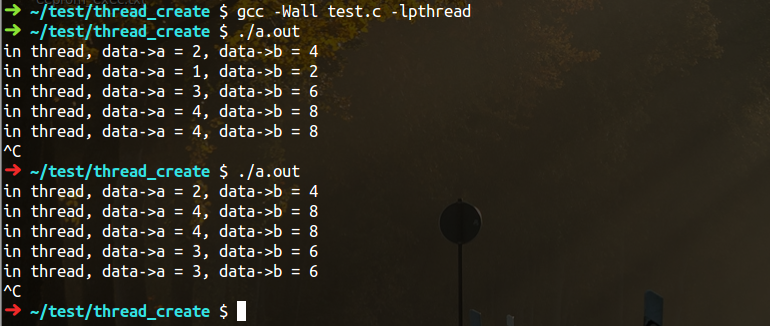 ➜ ~/test/thread_create $ gcc -Wall test.c -lpthread
➜ ~/test/thread_create $ ./a.out
in thread, data->a = 2, data->b = 4
in thread, data->a = 1, data->b = 2
in thread, data->a = 3, data->b = 6
in thread, data->a = 4, data->b = 8
in thread, data->a = 4, data->b = 8
^C
➜ ~/test/thread_create $ ./a.out
in thread, data->a = 2, data->b = 4
in thread, data->a = 4, data->b = 8
in thread, data->a = 4, data->b = 8
in thread, data->a = 3, data->b = 6
in thread, data->a = 3, data->b = 6
^C
➜ ~/test/thread_create $